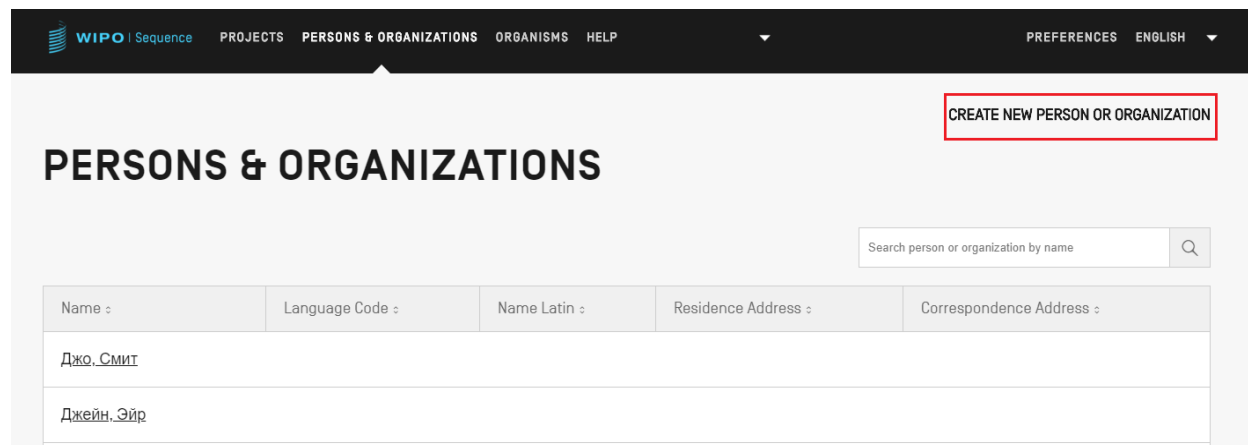 WIPO | Sequence PROJECTS PERSONS & ORGANIZATIONS ORGANISMS HELP PREFERENCES ENGLISH
CREATE NEW PERSON OR ORGANIZATION
PERSONS & ORGANIZATIONS
Search person or organization by name
Name Language Code Name Latin Residence Address Correspondence Address
Джо, Смит
Джейн, Эйр